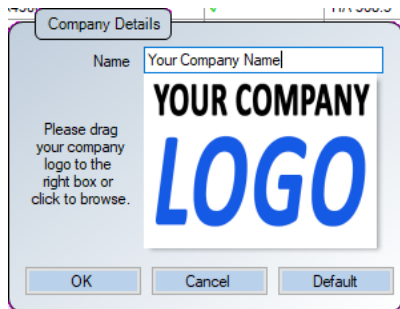 Company Details
Name
Your Company Name
YOUR COMPANY
LOGO
Please drag
your company
logo to the
right box or
click to browse.
OK
Cancel
Default